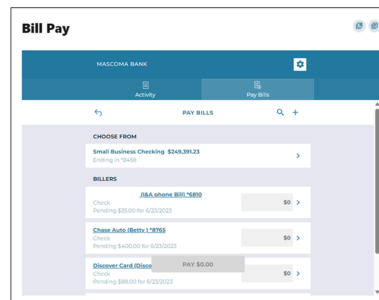 Bill Pay
MASCOMA BANK
Activity
Pay Bills
PAY BILLS
CHOOSE FROM
Small Business Checking $249,391.23
Ending in *9459
BILLERS
(I&A phone Bill) *6810
Check
Pending $35.00 for 6/23/2023
$0
Chase Auto (Betty ) *8765
Check
Pending $400.00 for 6/23/2023
$0
Discover Card (Disco
Check
Pending $88.00 for 6/23/2023
$0
PAY $0.00